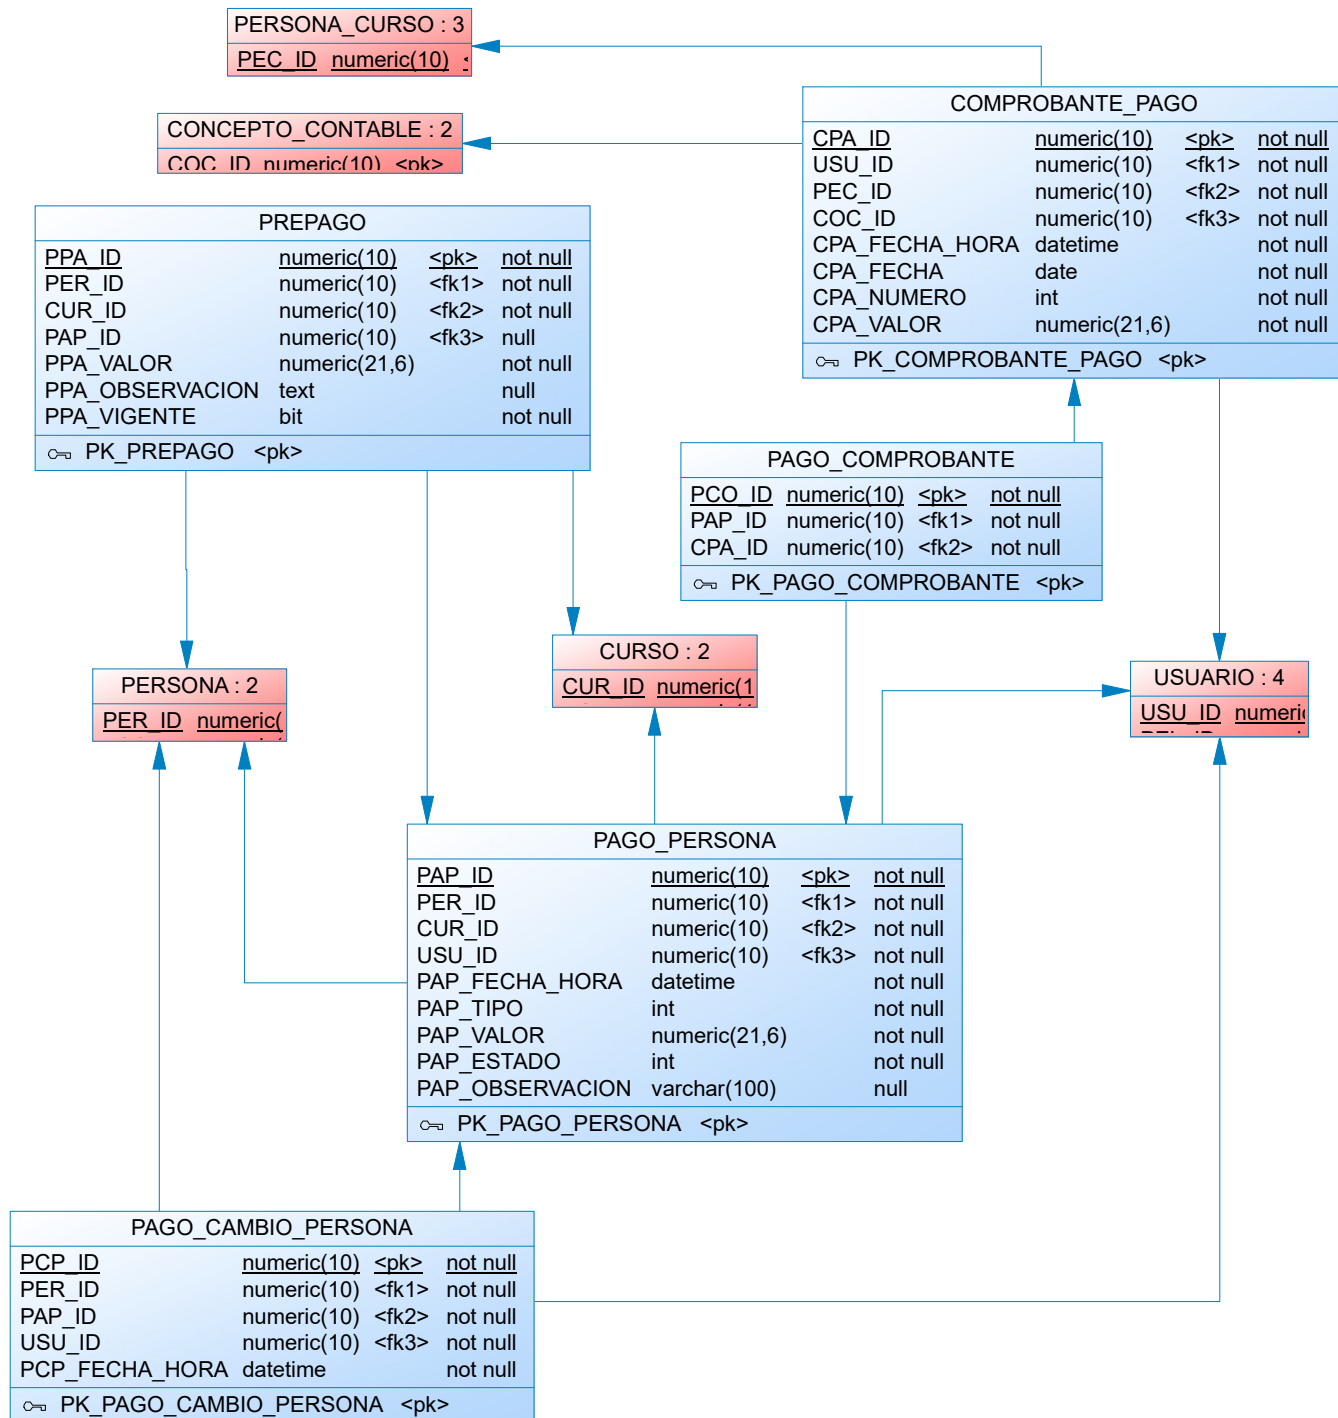 PERSONA_CURSO : 3
PEC_ID numeric(10)
COMPROBANTE_PAGO
CPA_ID numeric(10) <pk> not null
USU_ID numeric(10) <fk1> not null
PEC_ID numeric(10) <fk2> not null
COC_ID numeric(10) <fk3> not null
CPA_FECHA_HORA datetime not null
CPA_FECHA date not null
CPA_NUMERO int not null
CPA_VALOR numeric(21,6) not null
PK_COMPROBANTE_PAGO <pk>
CONCEPTO_CONTABLE : 2
COC_ID numeric(10) <pk>
PREPAGO
PPA_ID numeric(10) <pk> not null
PER_ID numeric(10) <fk1> not null
CUR_ID numeric(10) <fk2> not null
PAP_ID numeric(10) <fk3> null
PPA_VALOR numeric(21,6) not null
PPA_OBSERVACION text null
PPA_VIGENTE bit not null
PK_PREPAGO <pk>
PAGO_COMPROBANTE
PCO_ID numeric(10) <pk> not null
PAP_ID numeric(10) <fk1> not null
CPA_ID numeric(10) <fk2> not null
PK_PAGO_COMPROBANTE <pk>
PERSONA : 2
PER_ID numeric(
CURSO : 2
CUR_ID numeric(1
USUARIO : 4
USU_ID numeric
PAGO_PERSONA
PAP_ID numeric(10) <pk> not null
PER_ID numeric(10) <fk1> not null
CUR_ID numeric(10) <fk2> not null
USU_ID numeric(10) <fk3> not null
PAP_FECHA_HORA datetime not null
PAP_TIPO int not null
PAP_VALOR numeric(21,6) not null
PAP_ESTADO int not null
PAP_OBSERVACION varchar(100) null
PK_PAGO_PERSONA <pk>
PAGO_CAMBIO_PERSONA
PCP_ID numeric(10) <pk> not null
PER_ID numeric(10) <fk1> not null
PAP_ID numeric(10) <fk2> not null
USU_ID numeric(10) <fk3> not null
PCP_FECHA_HORA datetime not null
PK_PAGO_CAMBIO_PERSONA <pk>